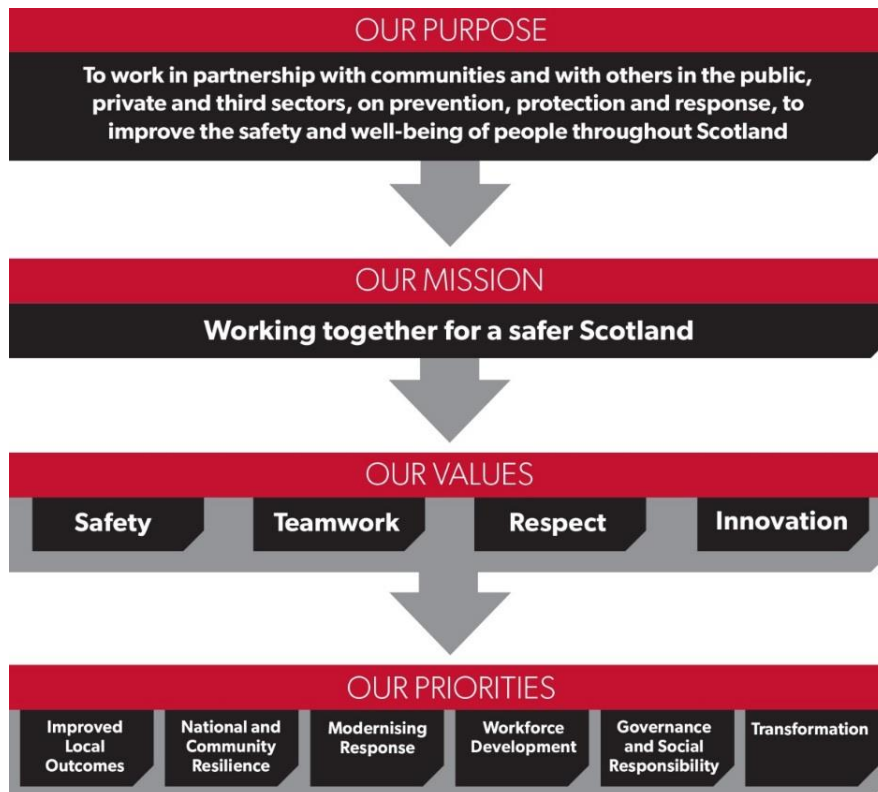 OUR PURPOSE
To work in partnership with communities and with others in the public,
private and third sectors, on prevention, protection and response, to
improve the safety and well-being of people throughout Scotland
OUR MISSION
Working together for a safer Scotland
OUR VALUES
Safety
Teamwork
Respect
Innovation
OUR PRIORITIES
Improved
Local
Outcomes
National and
Community
Resilience
Modernising
Response
Workforce
Development
Governance
and Social
Responsibility
Transformation